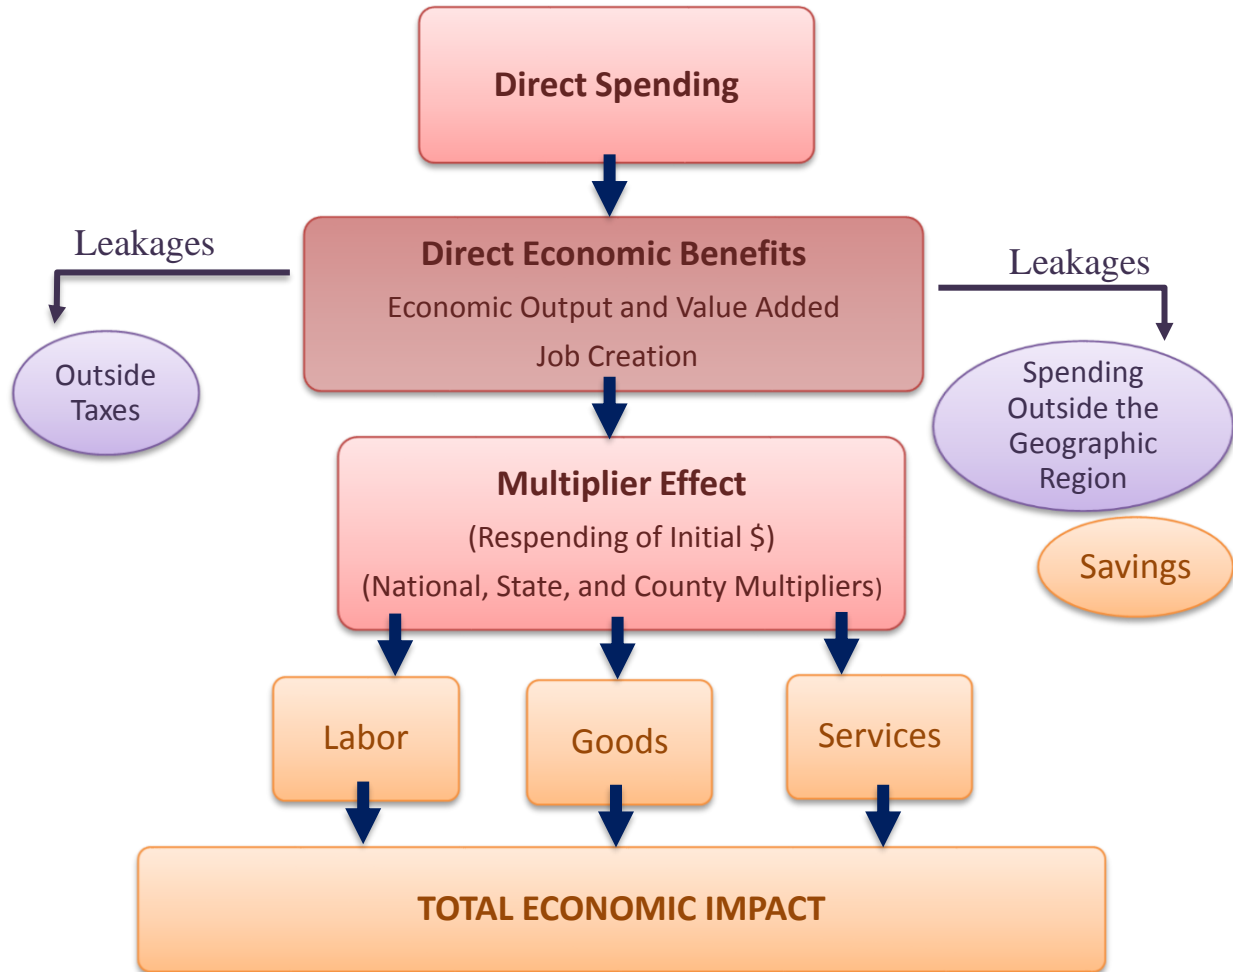 Direct Spending
Leakages
Direct Economic Benefits
Economic Output and Value Added
Job Creation
Leakages
Outside
Taxes
Spending
Outside the
Geographic
Region
Multiplier Effect
(Respending of Initial $)
(National, State, and County Multipliers)
Savings
Labor
Goods
Services
TOTAL ECONOMIC IMPACT